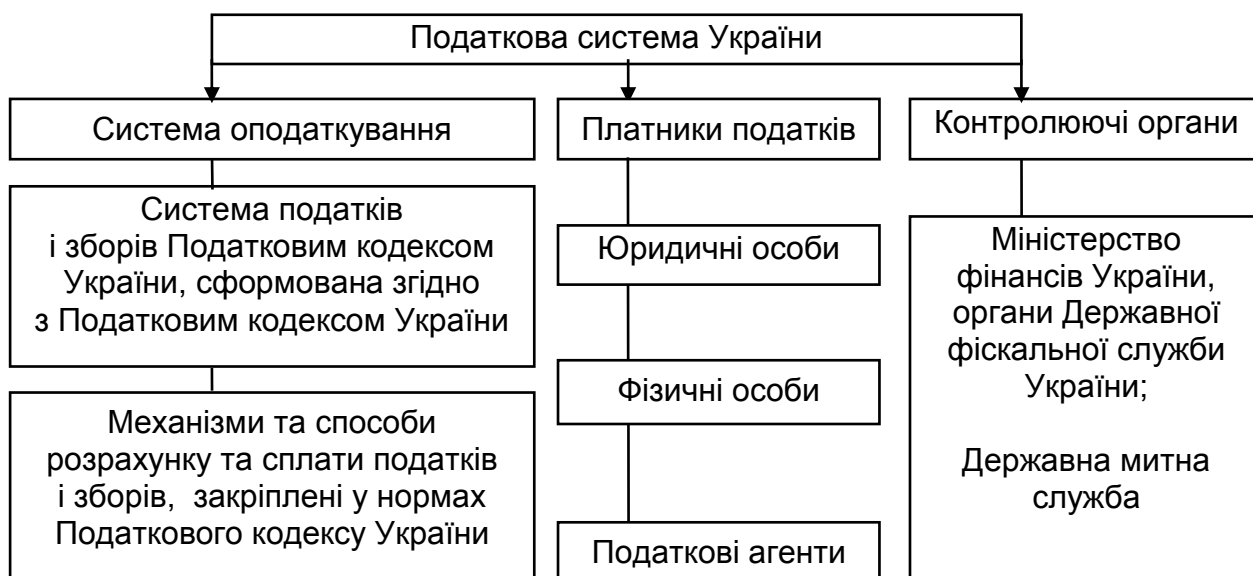 Податкова система України
Система оподаткування
Система податків
і зборів Податковим кодексом
України, сформована згідно
з Податковим кодексом України
Механізми та способи
розрахунку та сплати податків
і зборів, закріплені у нормах
Податкового кодексу України
Платники податків
Юридичні особи
Фізичні особи
Податкові агенти
Контролюючі органи
Міністерство
фінансів України,
органи Державної
фіскальної служби
України;
Державна митна
служба